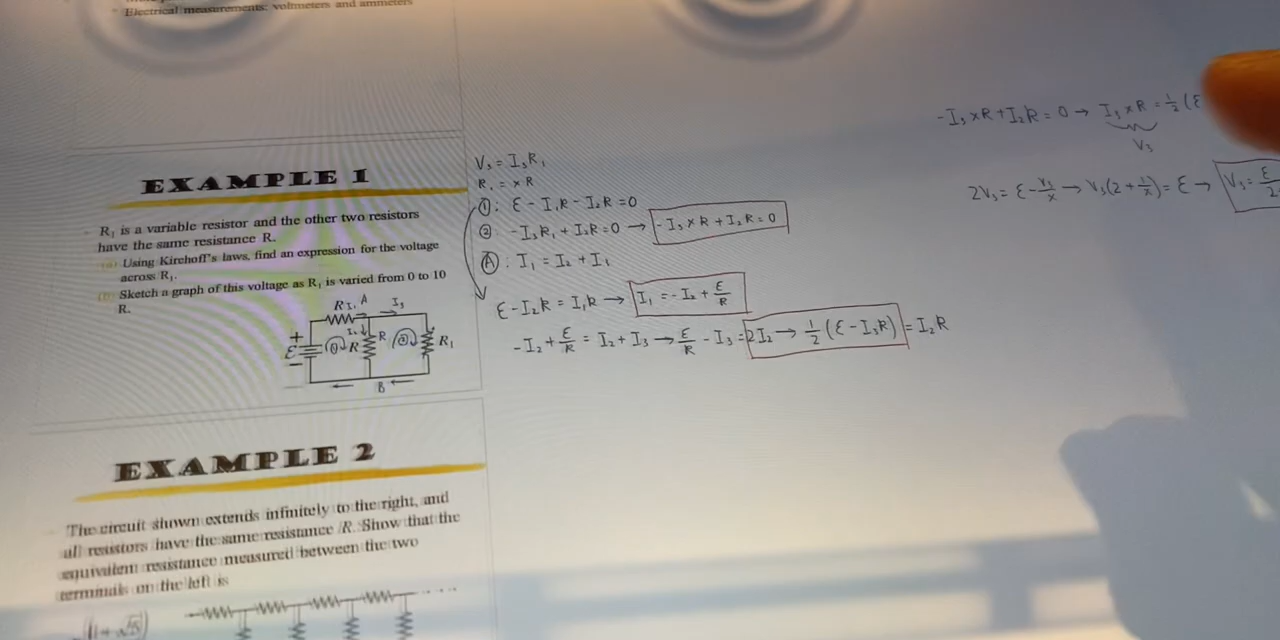 Electrical measurements: voltmeters and ammeters
EXAMPLE 1
R₁ is a variable resistor and the other two resistors
have the same resistance R.
(a) Using Kirchoff's laws, find an expression for the voltage
across R₁.
(b) Sketch a graph of this voltage as R₁ is varied from 0 to 10
R.
R I₁ A I₃
+ ℰ − ① R I₂ R ② R₁
B
V₃ = I₃R₁
R₁ = xR
①: ℰ - I₁R - I₂R = 0
②: -I₃R₁ + I₂R = 0 → -I₃xR + I₂R = 0
Ⓐ: I₁ = I₂ + I₁
ℰ - I₂R = I₁R → I₁ = -I₂ + ℰ/R
-I₂ + ℰ/R = I₂ + I₃ → ℰ/R - I₃ = 2I₂ → ½(ℰ - I₃R) = I₂R
-I₃xR + I₂R = 0 → I₃xR = ½(ℰ
V₃
2V₃ = ℰ - V₃/x → V₃(2 + 1/x) = ℰ → V₃ = ℰ/2
EXAMPLE 2
The circuit shown extends infinitely to the right, and
all resistors have the same resistance R. Show that the
equivalent resistance measured between the two
terminals on the left is